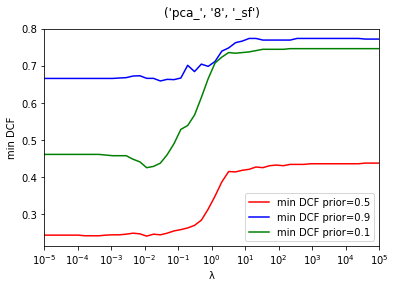 ('pca_', '8', '_sf')
0.8
0.7
0.6
0.5
0.4
0.3
min DCF
min DCF prior=0.5
min DCF prior=0.9
min DCF prior=0.1
10⁻⁵ 10⁻⁴ 10⁻³ 10⁻² 10⁻¹ 10⁰ 10¹ 10² 10³ 10⁴ 10⁵
λ